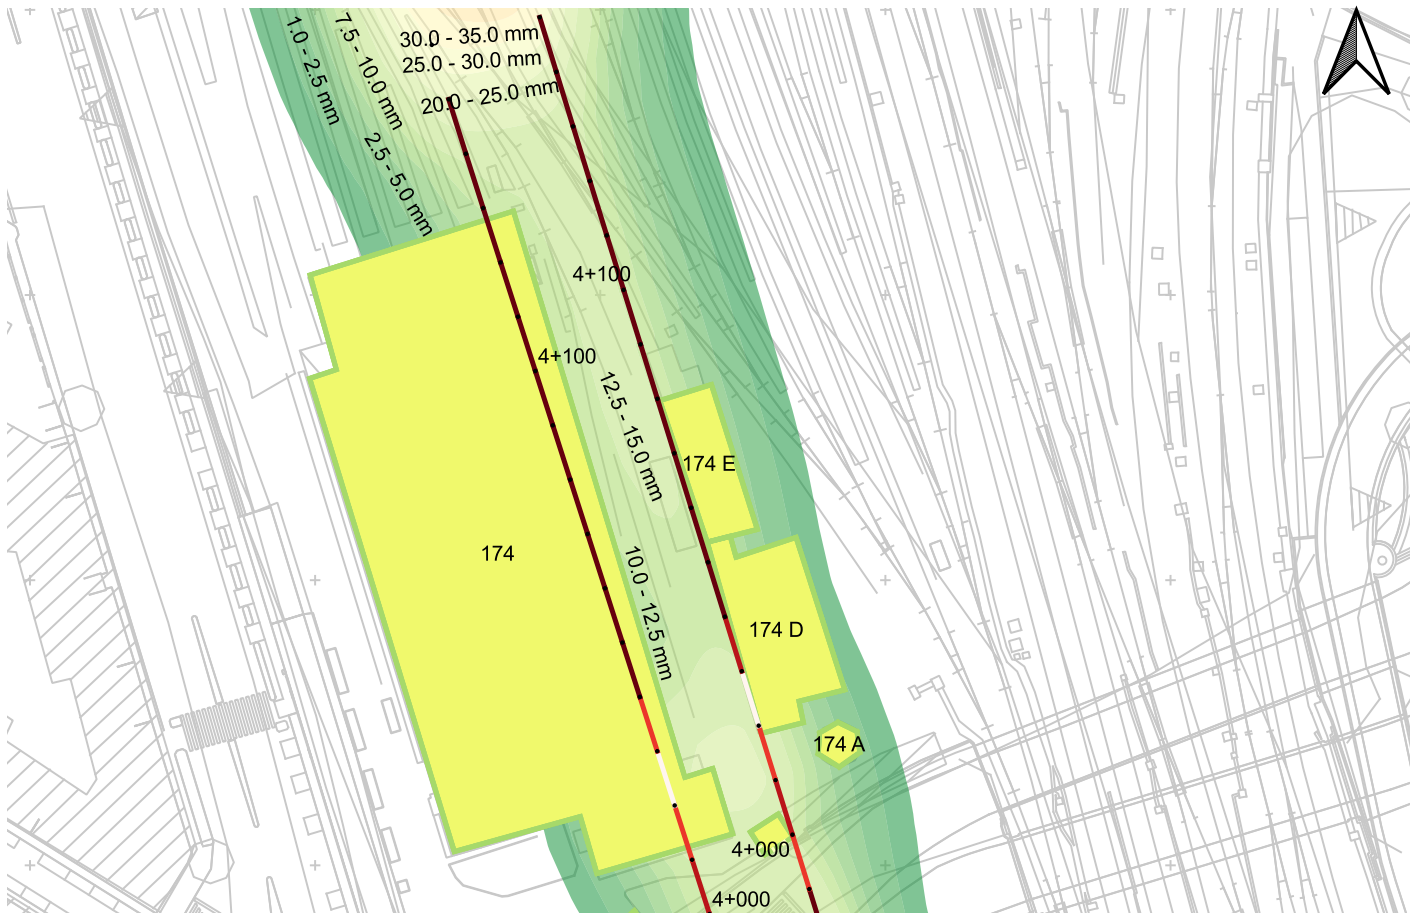 1.0 - 2.5 mm
7.5 - 10.0 mm
30.0 - 35.0 mm
25.0 - 30.0 mm
20.0 - 25.0 mm
2.5 - 5.0 mm
4+100
4+100
12.5 - 15.0 mm
174 E
174
10.0 - 12.5 mm
174 D
174 A
4+000
4+000